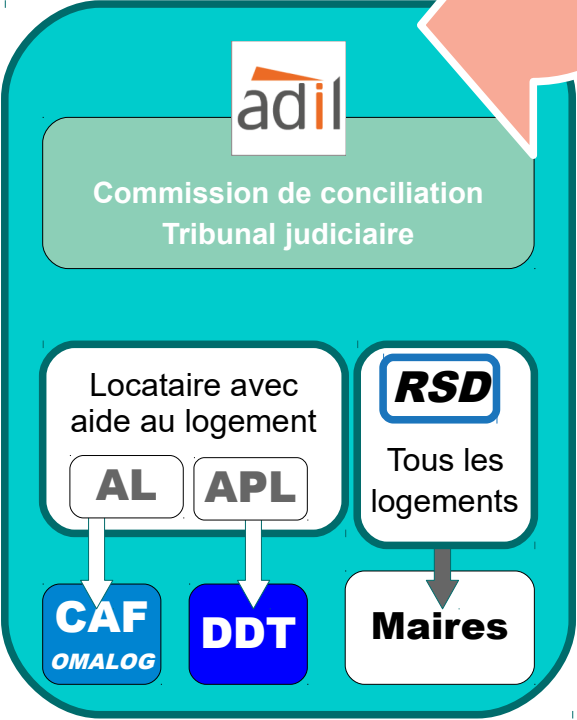 adil
Commission de conciliation
Tribunal judiciaire
Locataire avec
aide au logement
AL
APL
RSD
Tous les
logements
CAF
OMALOG
DDT
Maires